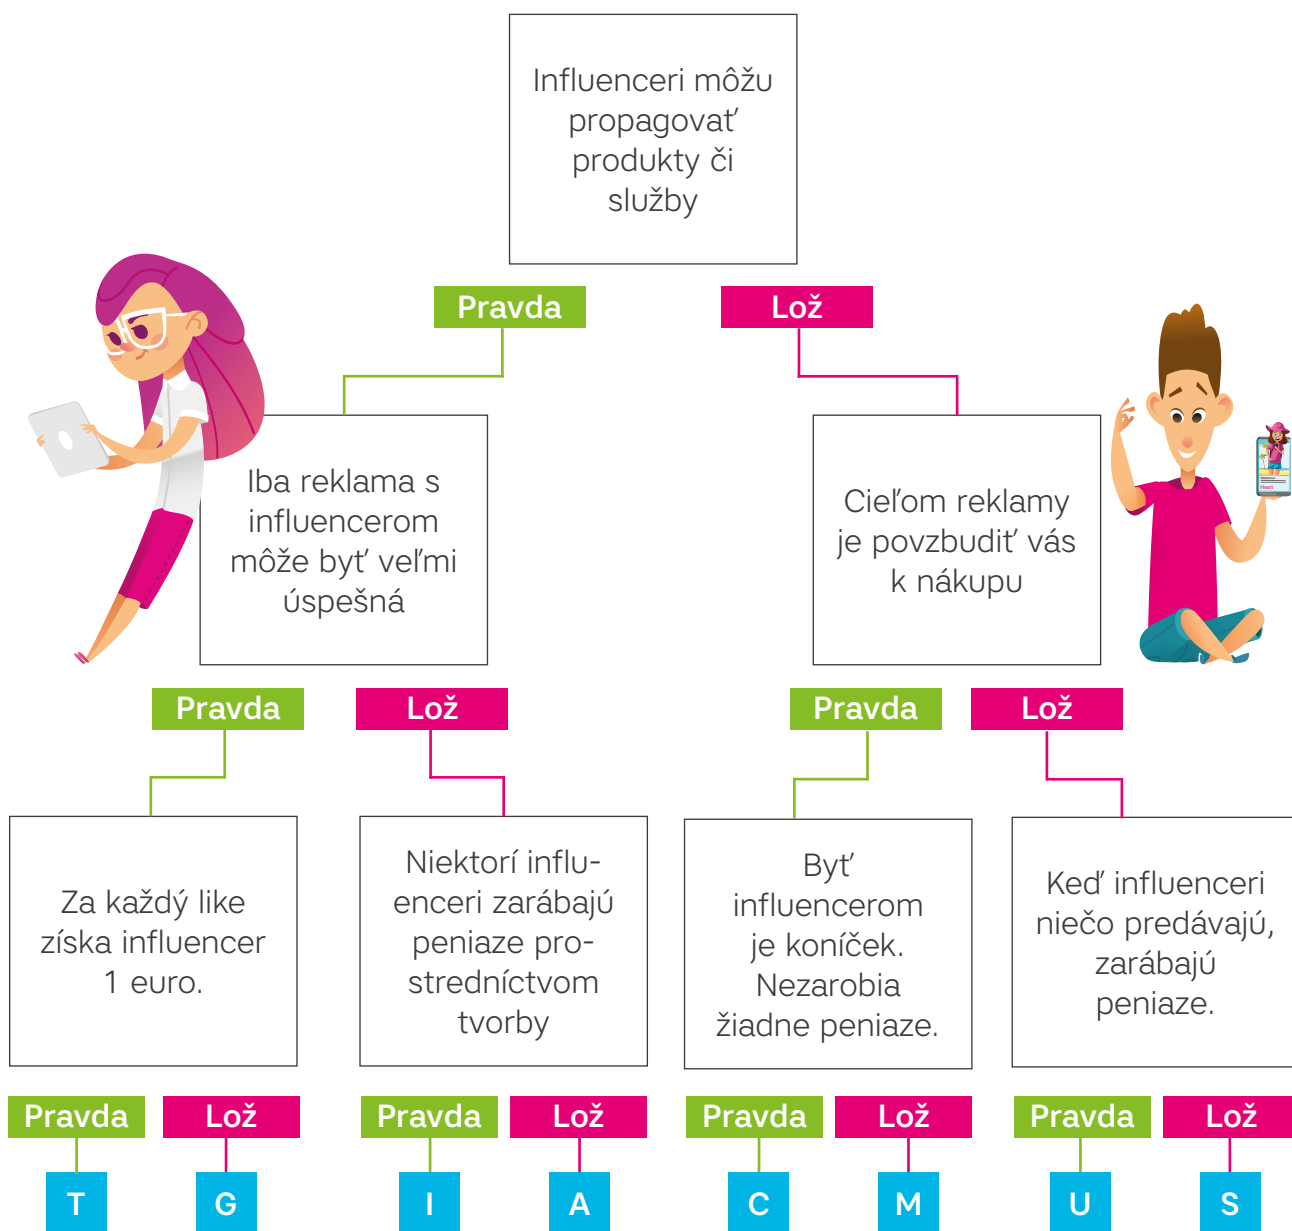 Influenceri môžu
propagovať
produkty či
služby
Pravda
Lož
Iba reklama s
influencerom
môže byť veľmi
úspešná
Cieľom reklamy
je povzbudiť vás
k nákupu
Heart
Pravda
Lož
Pravda
Lož
Za každý like
získa influencer
1 euro.
Niektorí influ-
enceri zarábajú
peniaze pro-
stredníctvom
tvorby
Byť
influencerom
je koníček.
Nezarobia
žiadne peniaze.
Keď influenceri
niečo predávajú,
zarábajú
peniaze.
Pravda
Lož
Pravda
Lož
Pravda
Lož
Pravda
Lož
T
G
I
A
C
M
U
S